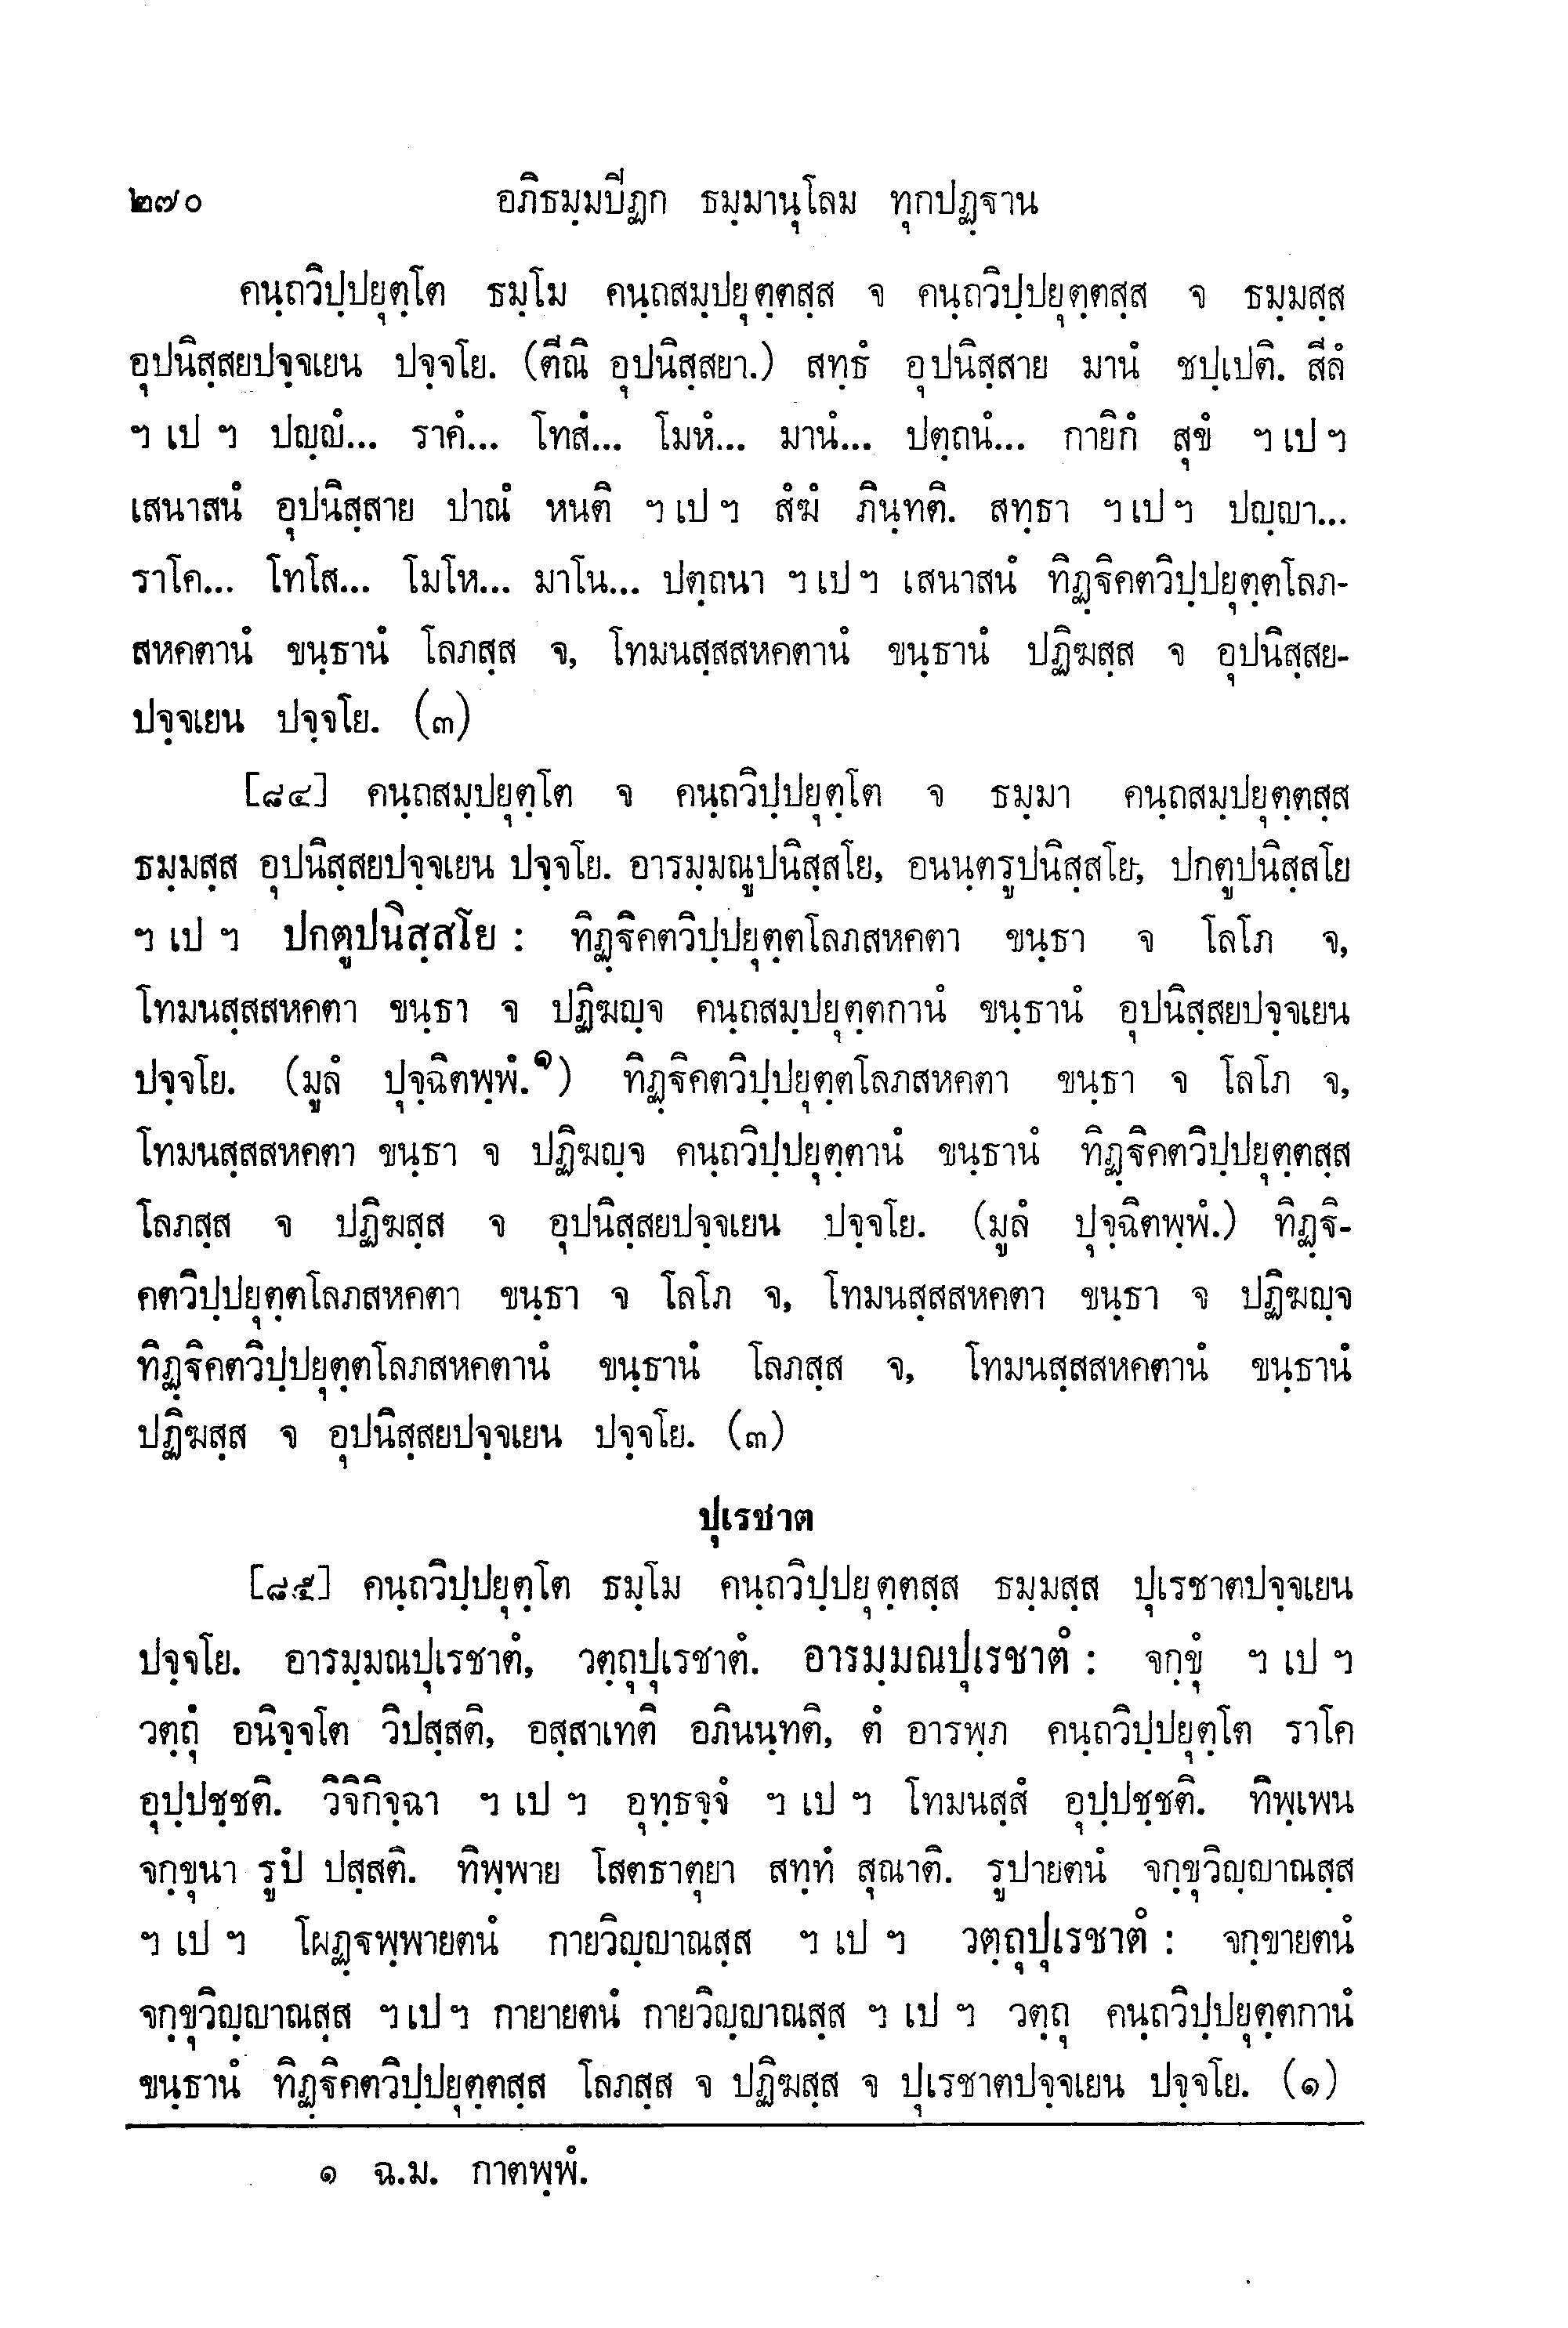 ๒๗๐ อภิธมฺมปิฏก ธมฺมานุโลม ทุกปฏฺฐาน
คนฺถวิปฺปยุตฺโต ธมฺโม คนฺถสมฺปยุตฺตสฺส จ คนฺถวิปฺปยุตฺตสฺส จ ธมฺมสฺส
อุปนิสฺสยปจฺจเยน ปจฺจโย. (ตีณิ อุปนิสฺสยา.) สทฺธํ อุปนิสฺสาย มานํ ชปฺเปติ. สีลํ
ฯ เป ฯ ปญฺญํ... ราคํ... โทสํ... โมหํ... มานํ... ปตฺถนํ... กายิกํ สุขํ ฯ เป ฯ
เสนาสนํ อุปนิสฺสาย ปาณํ หนติ ฯ เป ฯ สํฆํ ภินฺทติ. สทฺธา ฯ เป ฯ ปญฺญา...
ราโค... โทโส... โมโห... มาโน... ปตฺถนา ฯ เป ฯ เสนาสนํ ทิฏฺฐิคตวิปฺปยุตฺตโลภ-
สหคตานํ ขนฺธานํ โลภสฺส จ, โทมนสฺสสหคตานํ ขนฺธานํ ปฏิฆสฺส จ อุปนิสฺสย-
ปจฺจเยน ปจฺจโย. (๓)
[๘๔] คนฺถสมฺปยุตฺโต จ คนฺถวิปฺปยุตฺโต จ ธมฺมา คนฺถสมฺปยุตฺตสฺส
ธมฺมสฺส อุปนิสฺสยปจฺจเยน ปจฺจโย. อารมฺมณูปนิสฺสโย, อนนฺตรูปนิสฺสโย, ปกตูปนิสฺสโย
ฯ เป ฯ ปกตูปนิสฺสโย : ทิฏฺฐิคตวิปฺปยุตฺตโลภสหคตา ขนฺธา จ โลโภ จ,
โทมนสฺสสหคตา ขนฺธา จ ปฏิฆญฺจ คนฺถสมฺปยุตฺตกานํ ขนฺธานํ อุปนิสฺสยปจฺจเยน
ปจฺจโย. (มูลํ ปุจฺฉิตพฺพํ.๑) ทิฏฺฐิคตวิปฺปยุตฺตโลภสหคตา ขนฺธา จ โลโภ จ,
โทมนสฺสสหคตา ขนฺธา จ ปฏิฆญฺจ คนฺถวิปฺปยุตฺตานํ ขนฺธานํ ทิฏฺฐิคตวิปฺปยุตฺตสฺส
โลภสฺส จ ปฏิฆสฺส จ อุปนิสฺสยปจฺจเยน ปจฺจโย. (มูลํ ปุจฺฉิตพฺพํ.) ทิฏฺฐิ-
คตวิปฺปยุตฺตโลภสหคตา ขนฺธา จ โลโภ จ, โทมนสฺสสหคตา ขนฺธา จ ปฏิฆญฺจ
ทิฏฺฐิคตวิปฺปยุตฺตโลภสหคตานํ ขนฺธานํ โลภสฺส จ, โทมนสฺสสหคตานํ ขนฺธานํ
ปฏิฆสฺส จ อุปนิสฺสยปจฺจเยน ปจฺจโย. (๓)
ปุเรชาต
[๘๕] คนฺถวิปฺปยุตฺโต ธมฺโม คนฺถวิปฺปยุตฺตสฺส ธมฺมสฺส ปุเรชาตปจฺจเยน
ปจฺจโย. อารมฺมณปุเรชาตํ, วตฺถุปุเรชาตํ. อารมฺมณปุเรชาตํ : จกฺขุํ ฯ เป ฯ
วตฺถุํ อนิจฺจโต วิปสฺสติ, อสฺสาเทติ อภินนฺทติ, ตํ อารพฺภ คนฺถวิปฺปยุตฺโต ราโค
อุปฺปชฺชติ. วิจิกิจฺฉา ฯ เป ฯ อุทฺธจฺจํ ฯ เป ฯ โทมนสฺสํ อุปฺปชฺชติ. ทิพฺเพน
จกฺขุนา รูปํ ปสฺสติ. ทิพฺพาย โสตธาตุยา สทฺทํ สุณาติ. รูปายตนํ จกฺขุวิญฺญาณสฺส
ฯ เป ฯ โผฏฺฐพฺพายตนํ กายวิญฺญาณสฺส ฯ เป ฯ วตฺถุปุเรชาตํ : จกฺขายตนํ
จกฺขุวิญฺญาณสฺส ฯ เป ฯ กายายตนํ กายวิญฺญาณสฺส ฯ เป ฯ วตฺถุ คนฺถวิปฺปยุตฺตกานํ
ขนฺธานํ ทิฏฺฐิคตวิปฺปยุตฺตสฺส โลภสฺส จ ปฏิฆสฺส จ ปุเรชาตปจฺจเยน ปจฺจโย. (๑)
๑ ฉ.ม. กาตพฺพํ.